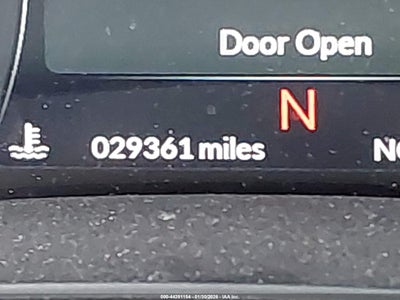 Door Open
N
029361 miles